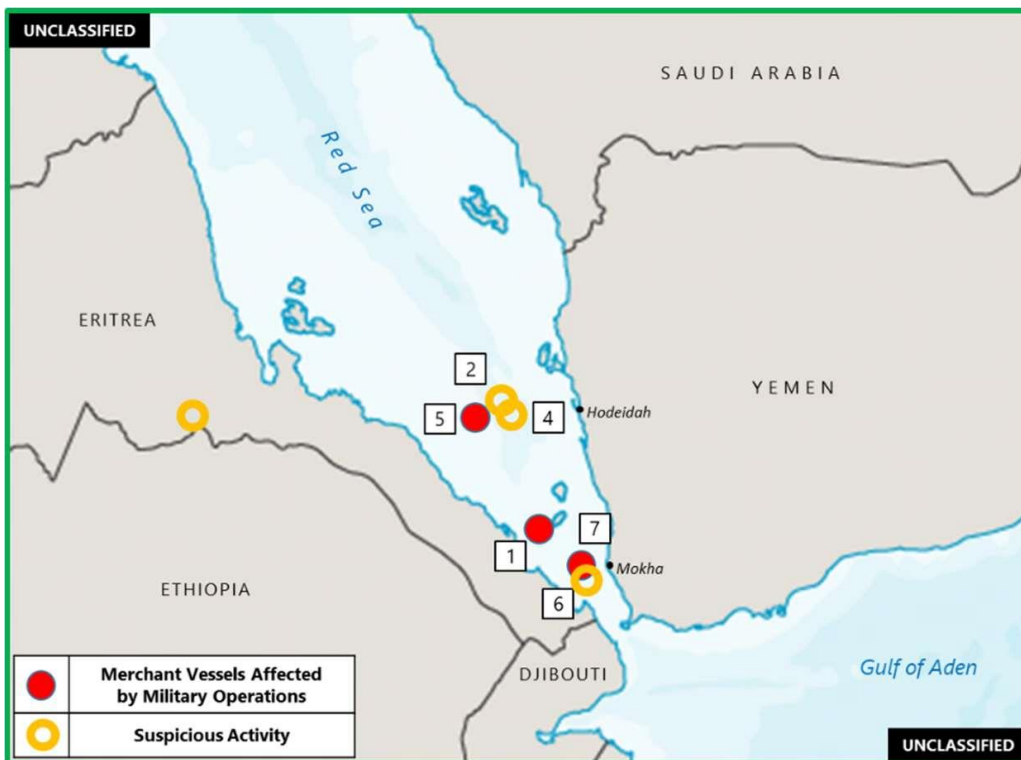 UNCLASSIFIED
SAUDI ARABIA
Red Sea
ERITREA
2
YEMEN
5
4
Hodeidah
7
1
Mokha
ETHIOPIA
6
DJIBOUTI
Gulf of Aden
Merchant Vessels Affected
by Military Operations
Suspicious Activity
UNCLASSIFIED